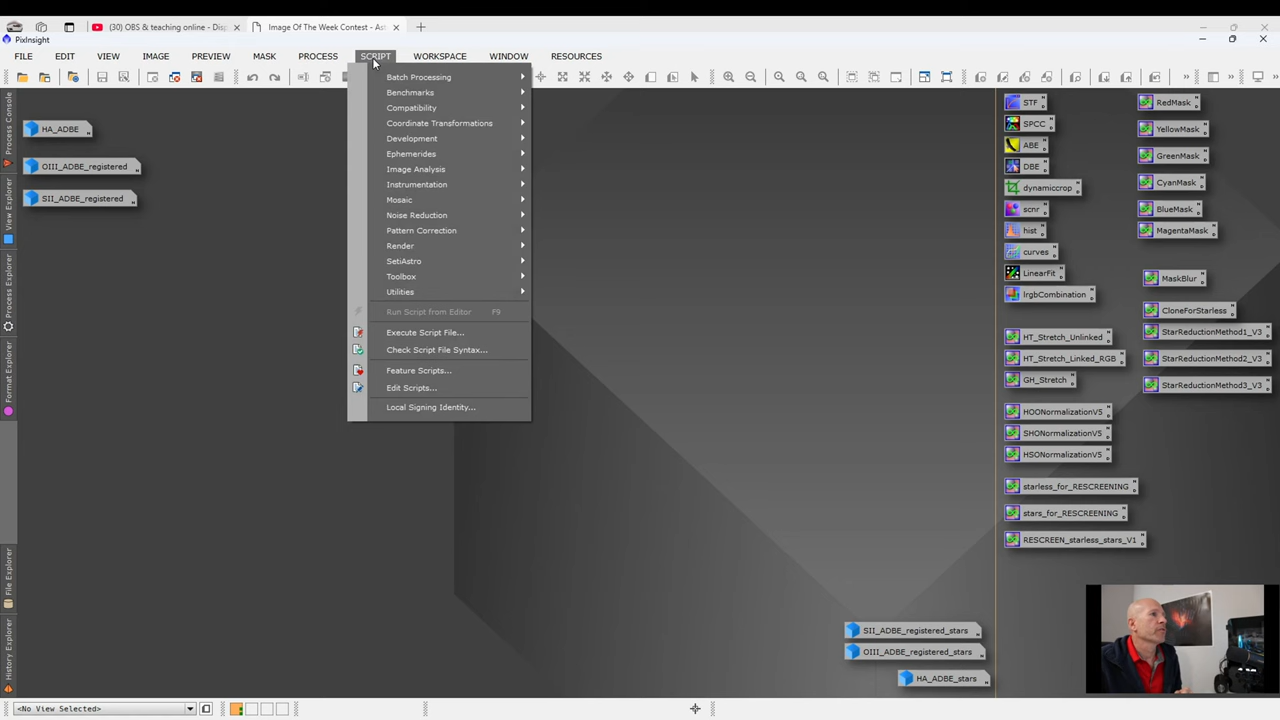 (30) OBS & teaching online - Disp
Image Of The Week Contest - Ast
PixInsight
FILE EDIT VIEW IMAGE PREVIEW MASK PROCESS SCRIPT WORKSPACE WINDOW RESOURCES
Batch Processing
Benchmarks
Compatibility
Coordinate Transformations
Development
Ephemerides
Image Analysis
Instrumentation
Mosaic
Noise Reduction
Pattern Correction
Render
SetiAstro
Toolbox
Utilities
Run Script from Editor F9
Execute Script File...
Check Script File Syntax...
Feature Scripts...
Edit Scripts...
Local Signing Identity...
Process Console
View Explorer
Process Explorer
Format Explorer
File Explorer
History Explorer
HA_ADBE
OIII_ADBE_registered
SII_ADBE_registered
STF
SPCC
ABE
DBE
dynamiccrop
scnr
hist
curves
LinearFit
lrgbCombination
HT_Stretch_Unlinked
HT_Stretch_Linked_RGB
GH_Stretch
HOONormalizationV5
SHONormalizationV5
HSONormalizationV5
starless_for_RESCREENING
stars_for_RESCREENING
RESCREEN_starless_stars_V1
RedMask
YellowMask
GreenMask
CyanMask
BlueMask
MagentaMask
MaskBlur
CloneForStarless
StarReductionMethod1_V3
StarReductionMethod2_V3
StarReductionMethod3_V3
SII_ADBE_registered_stars
OIII_ADBE_registered_stars
HA_ADBE_stars
<No View Selected>